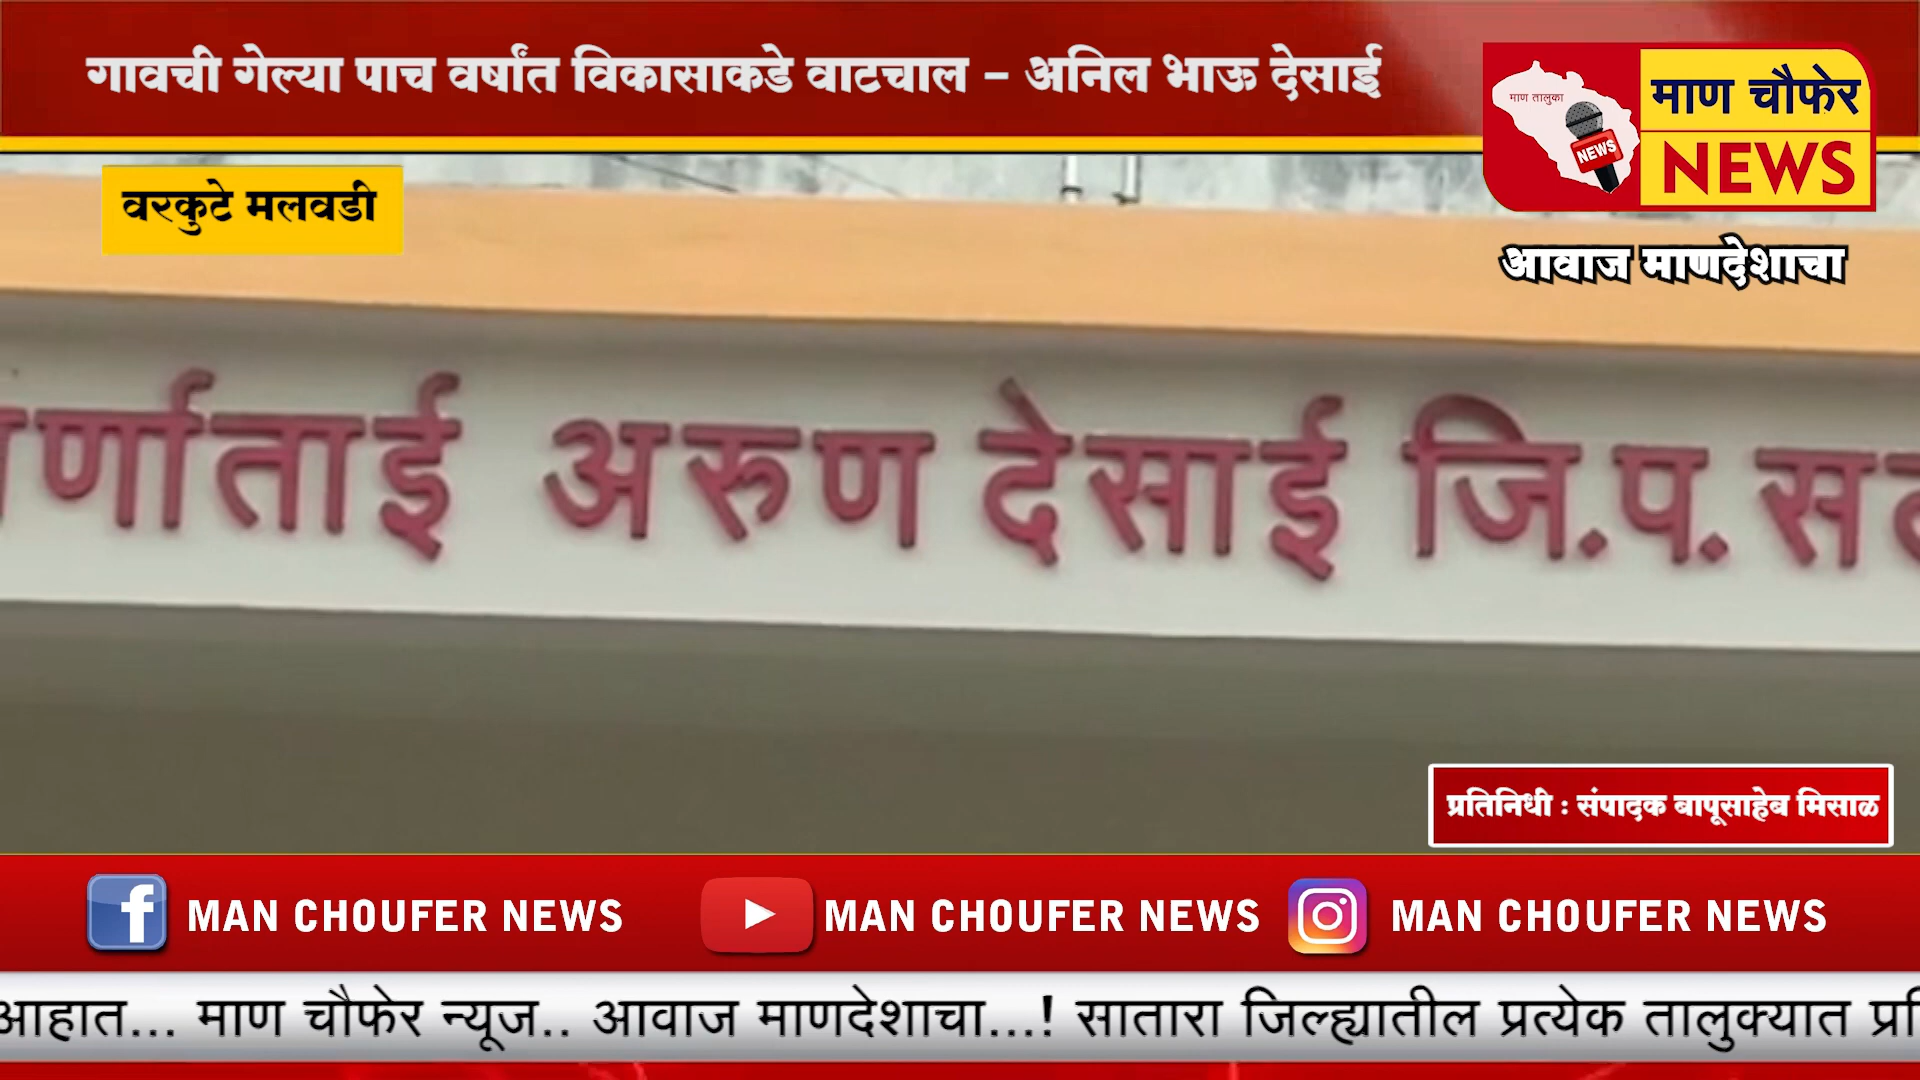 गावची गेल्या पाच वर्षांत विकासाकडे वाटचाल - अनिल भाऊ देसाई
माण तालुका
NEWS
माण चौफेर
NEWS
आवाज माणदेशाचा
वरकुटे मलवडी
अरुण देसाई जि.प.
प्रतिनिधी : संपादक बापूसाहेब मिसाळ
MAN CHOUFER NEWS MAN CHOUFER NEWS MAN CHOUFER NEWS
आहात... माण चौफेर न्यूज.. आवाज माणदेशाचा...! सातारा जिल्ह्यातील प्रत्येक तालुक्यात